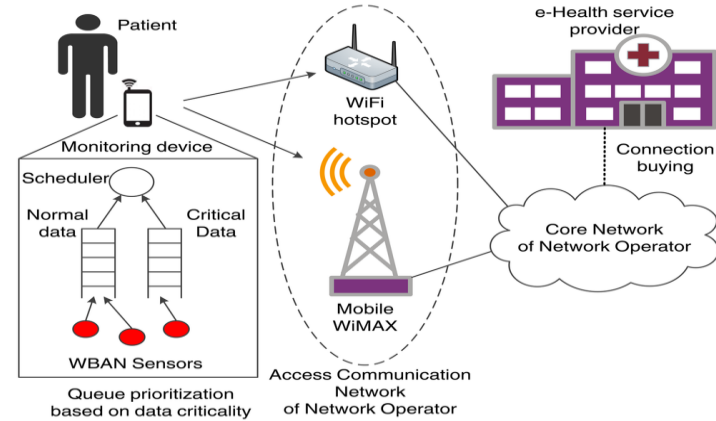 Patient
Monitoring device
Scheduler
Normal
data
Critical
Data
WBAN Sensors
Queue prioritization
based on data criticality
WiFi
hotspot
Mobile
WiMAX
Access Communication
Network
of Network Operator
e-Health service
provider
Connection
buying
Core Network
of Network Operator